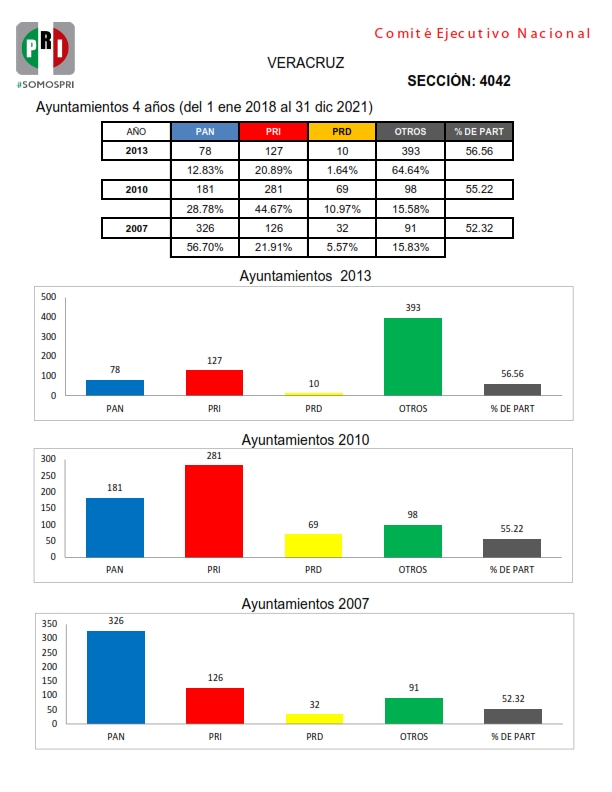 Comité Ejecutivo Nacional
PRI
#SOMOSPRI
VERACRUZ
SECCIÓN: 4042
Ayuntamientos 4 años (del 1 ene 2018 al 31 dic 2021)
AÑO PAN PRI PRD OTROS % DE PART
2013 78 127 10 393 56.56
12.83% 20.89% 1.64% 64.64%
2010 181 281 69 98 55.22
28.78% 44.67% 10.97% 15.58%
2007 326 126 32 91 52.32
56.70% 21.91% 5.57% 15.83%
Ayuntamientos 2013
500
400
300
200
100
0
78 127 10 393 56.56
PAN PRI PRD OTROS % DE PART
Ayuntamientos 2010
300
250
200
150
100
50
0
181 281 69 98 55.22
PAN PRI PRD OTROS % DE PART
Ayuntamientos 2007
350
300
250
200
150
100
50
0
326 126 32 91 52.32
PAN PRI PRD OTROS % DE PART